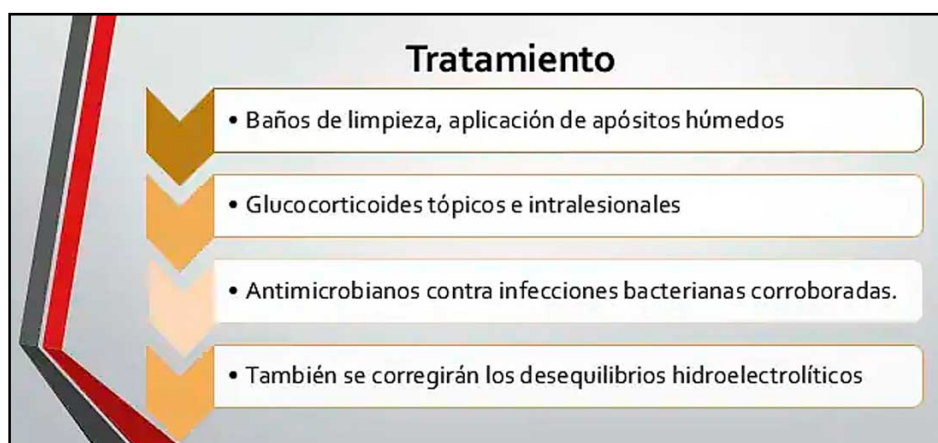 Tratamiento
• Baños de limpieza, aplicación de apósitos húmedos
• Glucocorticoides tópicos e intralesionales
• Antimicrobianos contra infecciones bacterianas corroboradas.
• También se corregirán los desequilibrios hidroelectrolíticos